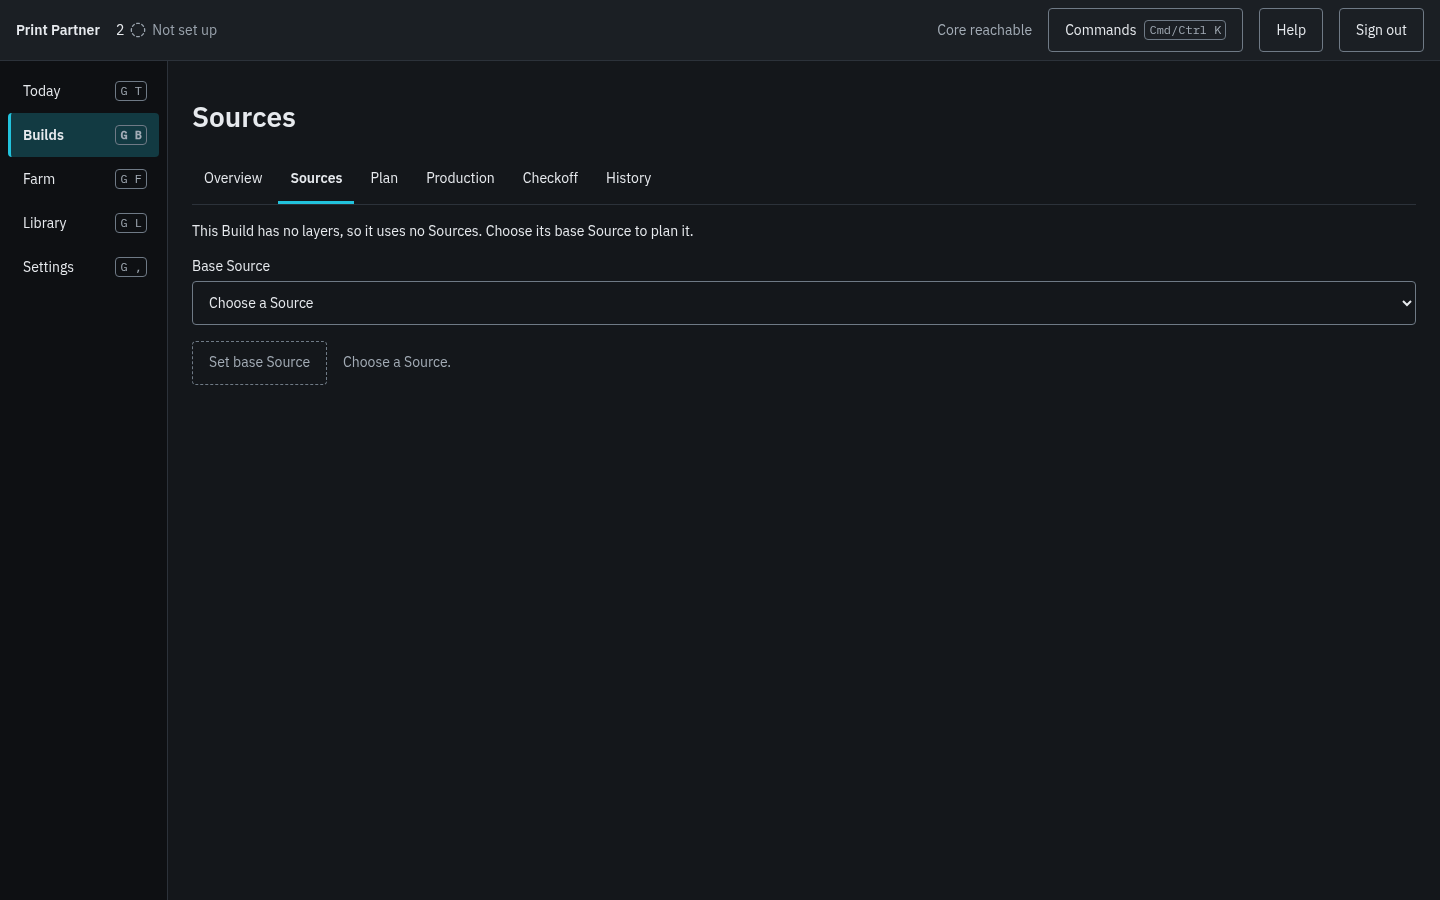 Print Partner 2 Not set up Core reachable Commands Cmd/Ctrl K Help Sign out
Today G T
Builds G B
Farm G F
Library G L
Settings G ,
Sources
Overview Sources Plan Production Checkoff History
This Build has no layers, so it uses no Sources. Choose its base Source to plan it.
Base Source
Choose a Source
Set base Source Choose a Source.